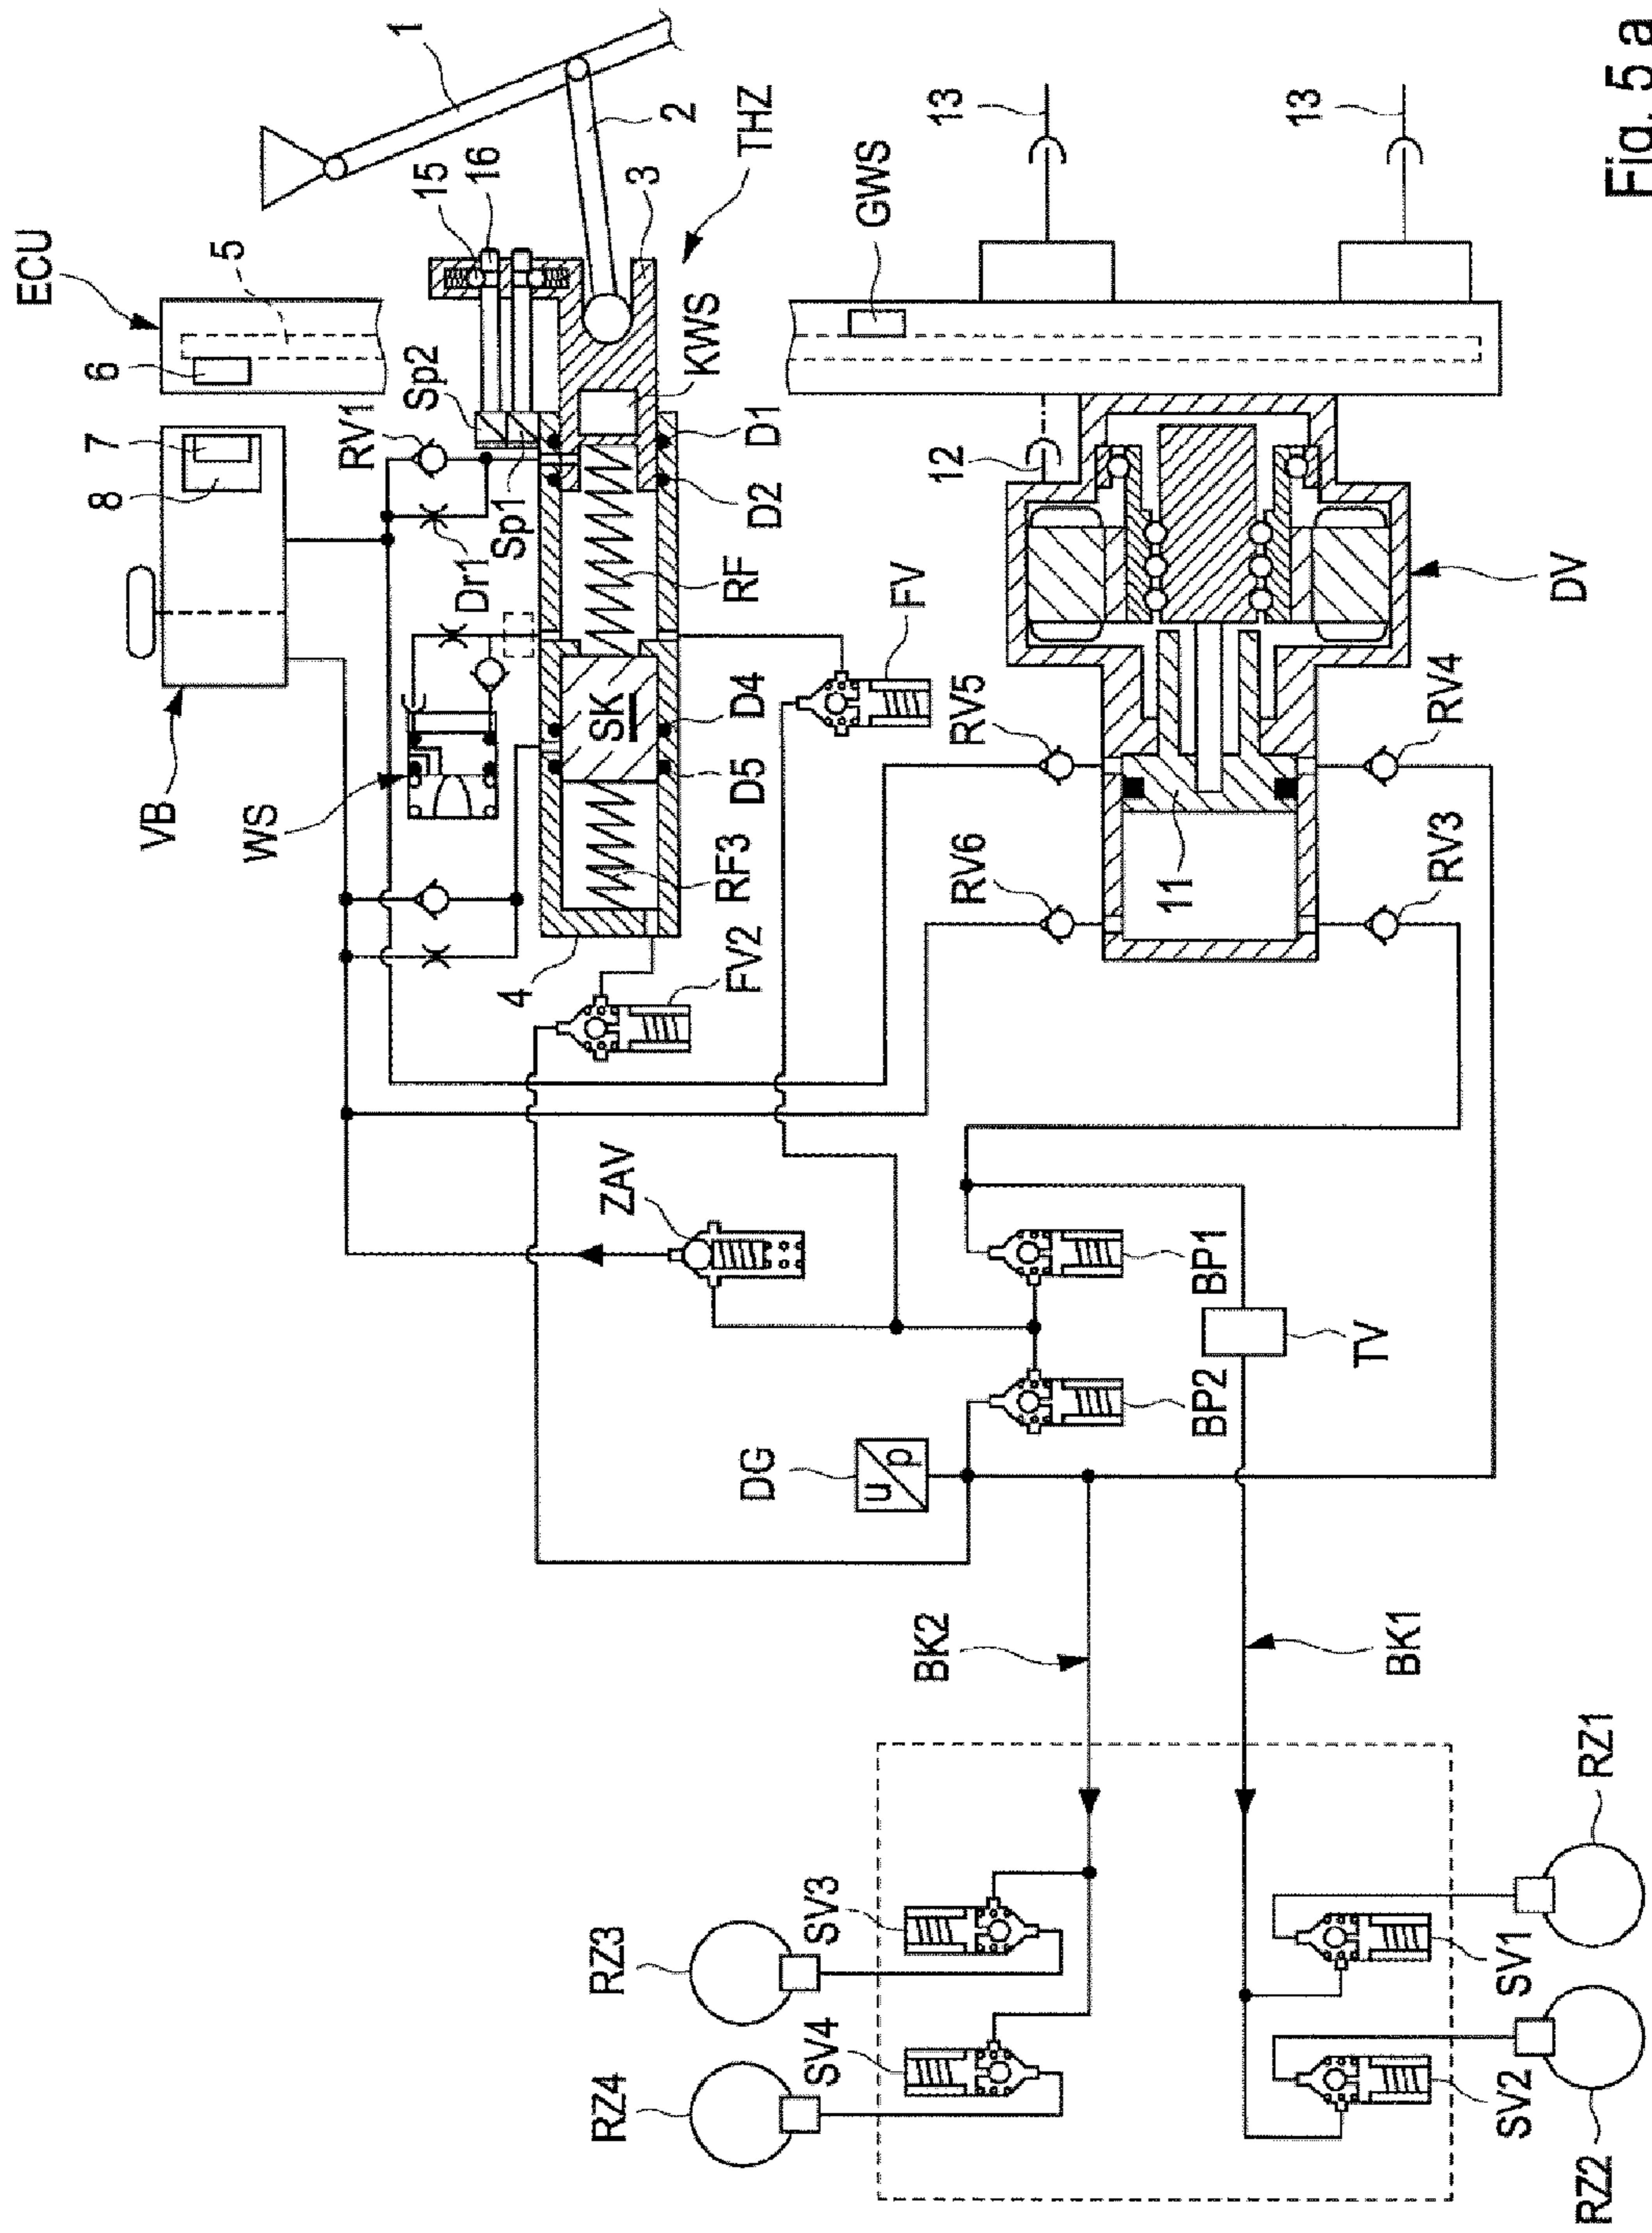 ECU
5
6
7
8
VB
RV1
Sp2
Sp1
Dr1
WS
15
16
1
2
3
THZ
KWS
D1
D2
RF
SK
D4
D5
RF3
4
FV2
FV
ZAV
GWS
13
13
12
DV
RV5
RV4
RV6
RV3
11
BP1
BP2
TV
DG
u
p
BK2
BK1
RZ3
RZ4
SV3
SV4
SV1
SV2
RZ1
RZ2
Fig. 5 a